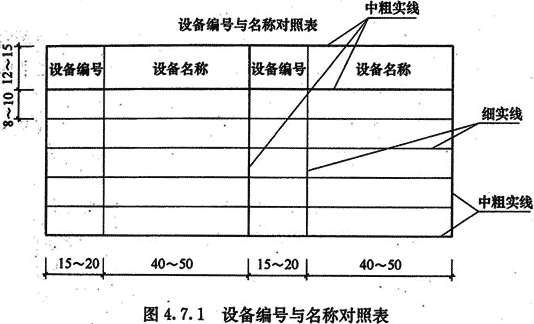 中粗实线
设备编号与名称对照表
设备编号 设备名称 设备编号 设备名称
12～15
8～10
细实线
中粗实线
15～20 40～50 15～20 40～50
图 4.7.1 设备编号与名称对照表